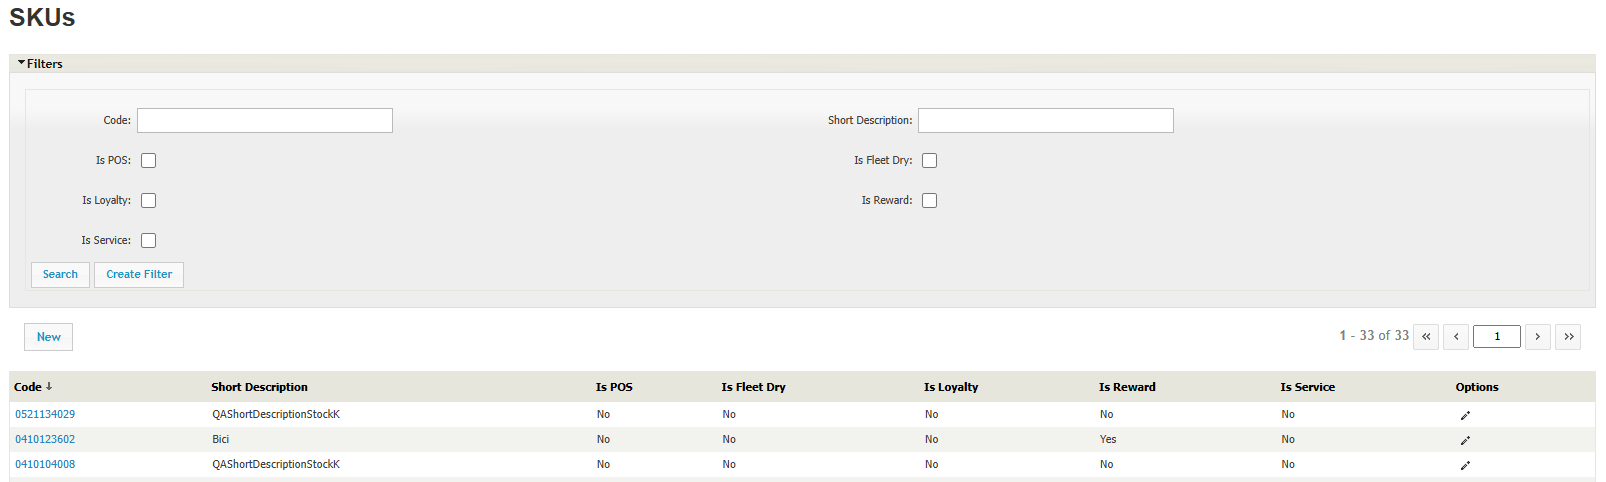 SKUs
Filters
Code: Short Description:
Is POS: Is Fleet Dry:
Is Loyalty: Is Reward:
Is Service:
Search Create Filter
New 1 - 33 of 33 « ‹ 1 › »
Code ↓ Short Description Is POS Is Fleet Dry Is Loyalty Is Reward Is Service Options
0521134029 QAShortDescriptionStockK No No No No No
0410123602 Bici No No No Yes No
0410104008 QAShortDescriptionStockK No No No No No